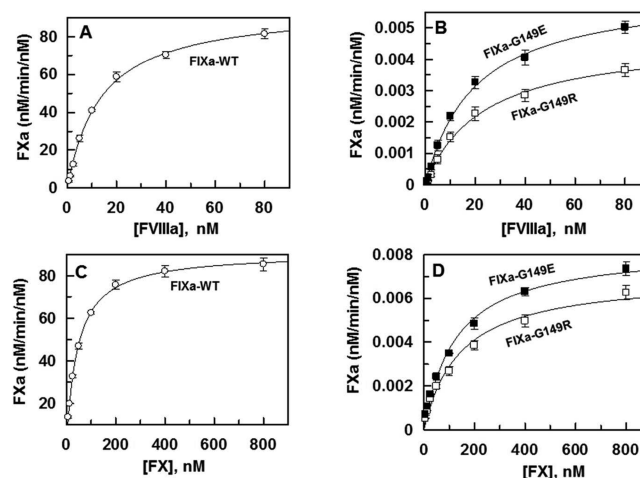 A
FIXa-WT
FXa (nM/min/nM)
80
60
40
20
0
20
40
60
80
[FVIIIa], nM
B
FIXa-G149E
FIXa-G149R
FXa (nM/min/nM)
0.005
0.004
0.003
0.002
0.001
0
0
20
40
60
80
[FVIIIa], nM
C
FIXa-WT
FXa (nM/min/nM)
80
60
40
20
0
200
400
600
800
[FX], nM
D
FIXa-G149E
FIXa-G149R
FXa (nM/min/nM)
0.008
0.006
0.004
0.002
0
0
200
400
600
800
[FX], nM